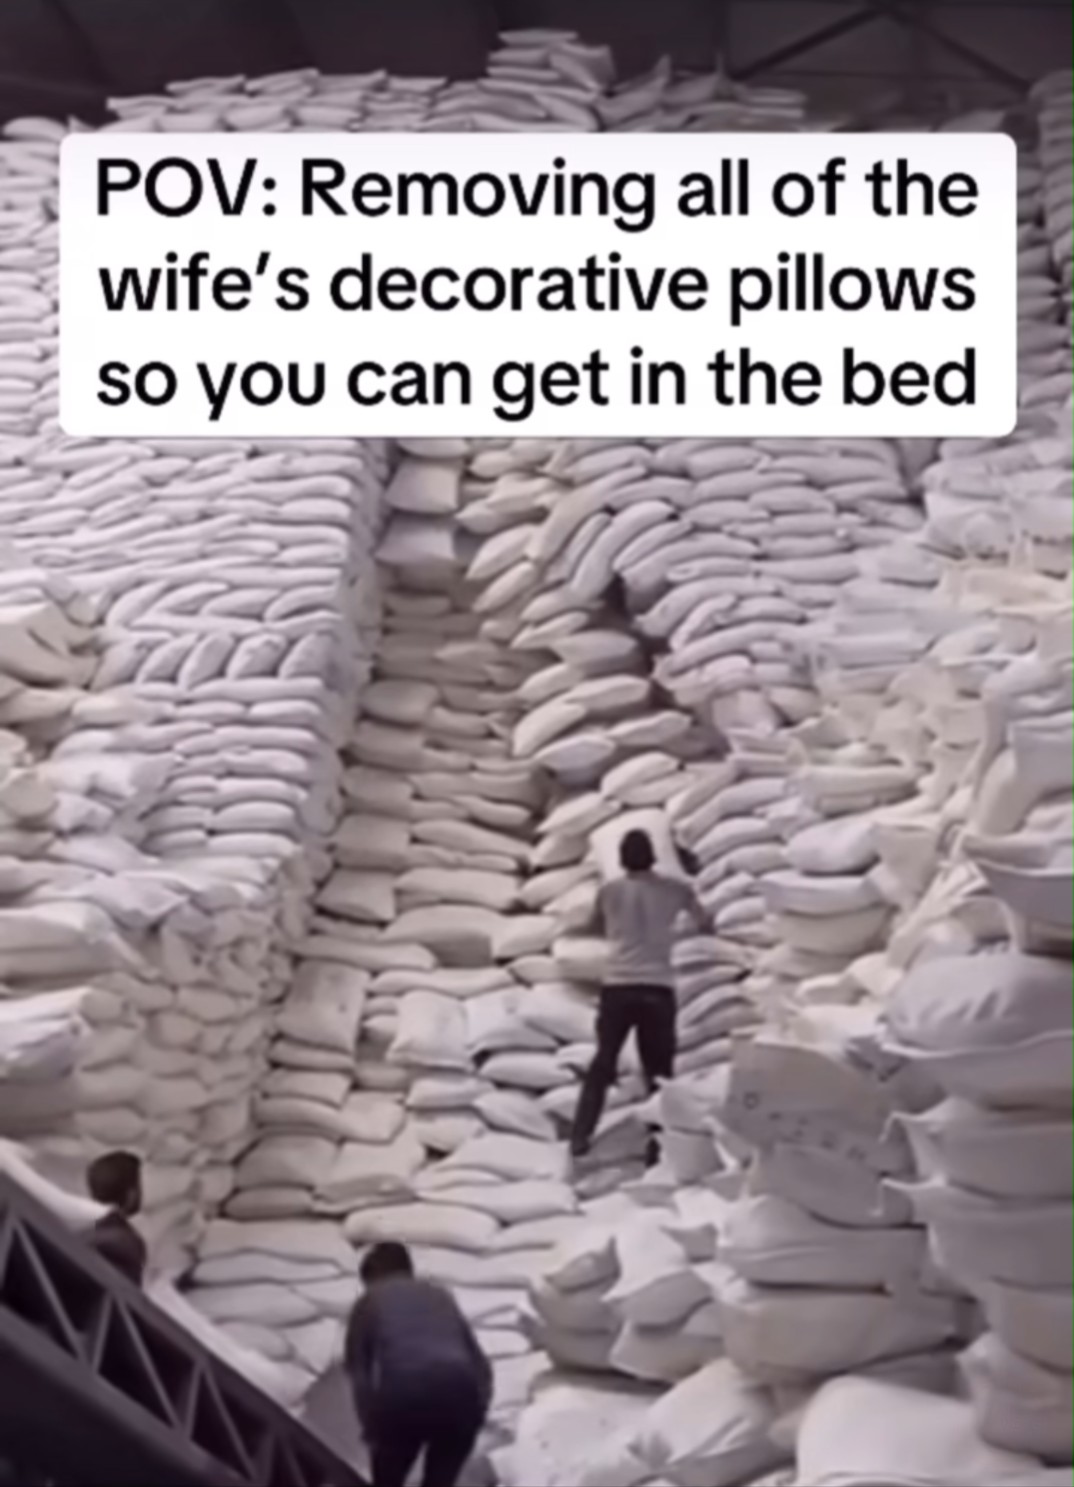 POV: Removing all of the
wife’s decorative pillows
so you can get in the bed